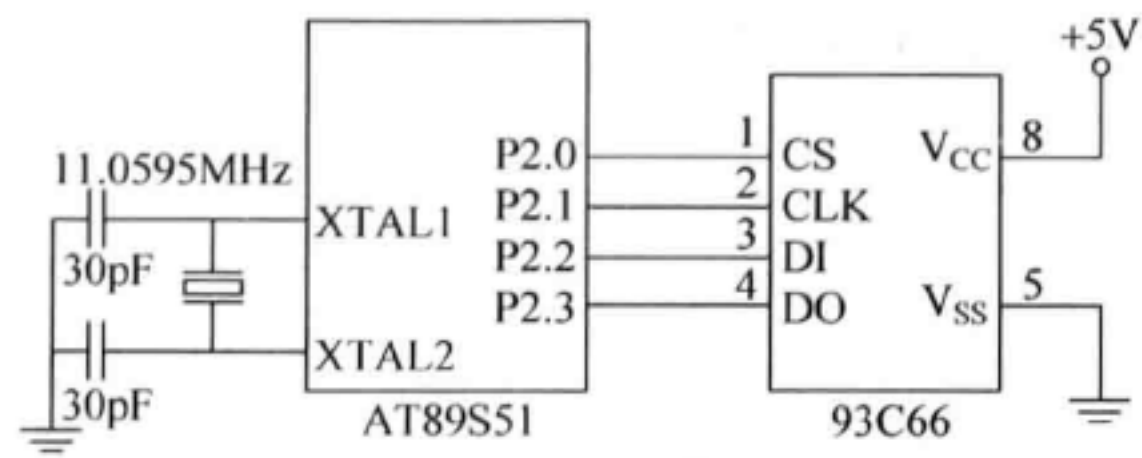 +5V
11.0595MHz
30pF
30pF
XTAL1
XTAL2
P2.0
P2.1
P2.2
P2.3
AT89S51
1
2
3
4
CS
CLK
DI
DO
VCC
VSS
8
5
93C66